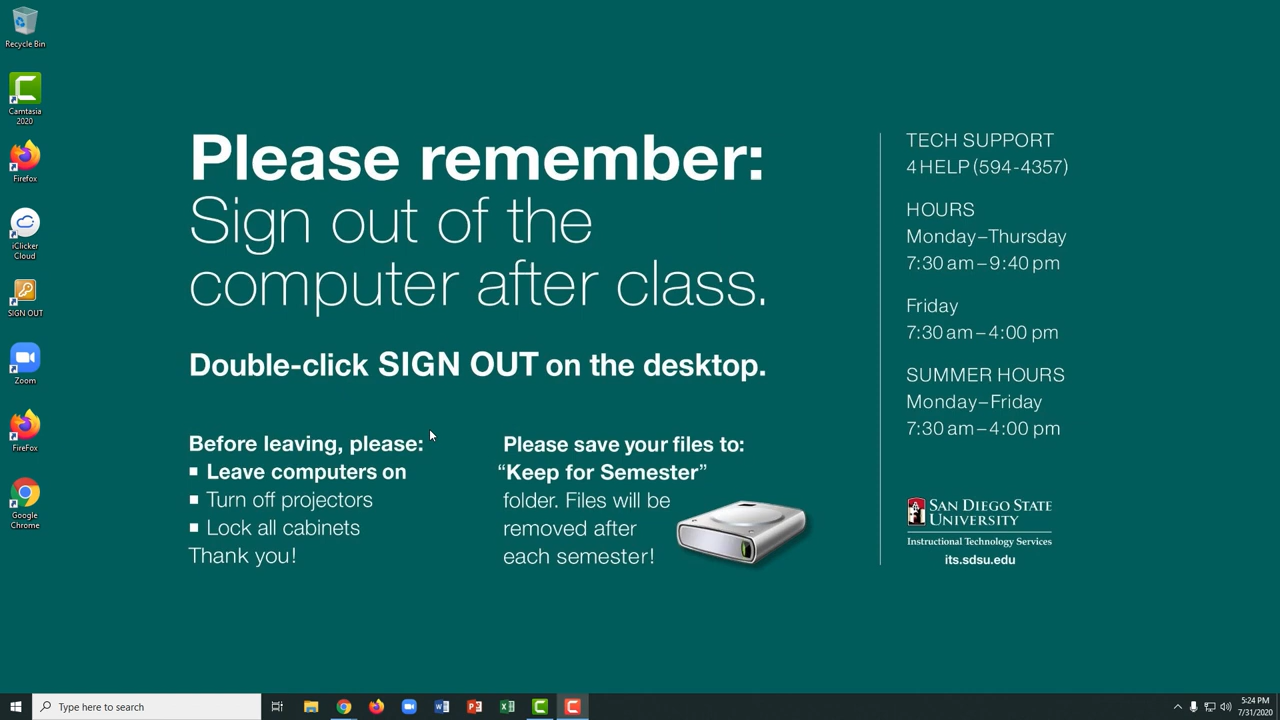 Recycle Bin
Camtasia
2020
Firefox
iClicker
Cloud
SIGN OUT
Zoom
FireFox
Google
Chrome
Please remember:
Sign out of the
computer after class.
Double-click SIGN OUT on the desktop.
Before leaving, please:
▪ Leave computers on
▪ Turn off projectors
▪ Lock all cabinets
Thank you!
Please save your files to:
“Keep for Semester”
folder. Files will be
removed after
each semester!
TECH SUPPORT
4 HELP (594-4357)
HOURS
Monday–Thursday
7:30 am – 9:40 pm
Friday
7:30 am – 4:00 pm
SUMMER HOURS
Monday–Friday
7:30 am – 4:00 pm
SAN DIEGO STATE
UNIVERSITY
Instructional Technology Services
its.sdsu.edu
Type here to search
5:24 PM
7/31/2020